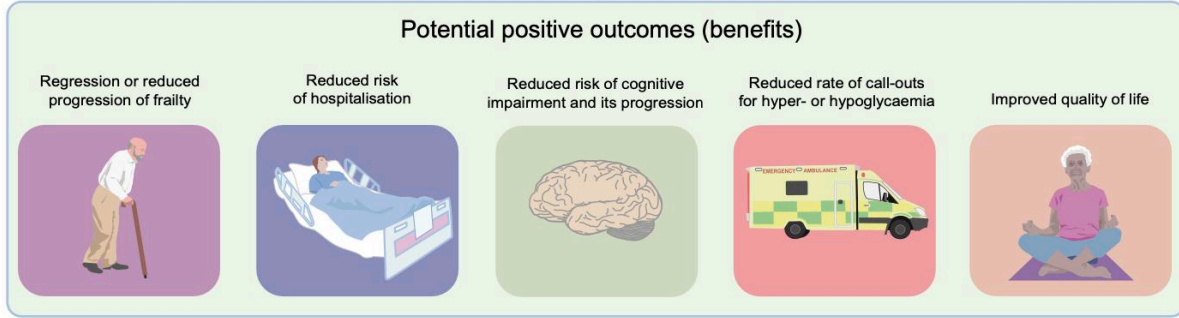 Potential positive outcomes (benefits)
Regression or reduced
progression of frailty
Reduced risk
of hospitalisation
Reduced risk of cognitive
impairment and its progression
Reduced rate of call-outs
for hyper- or hypoglycaemia
Improved quality of life
EMERGENCY AMBULANCE